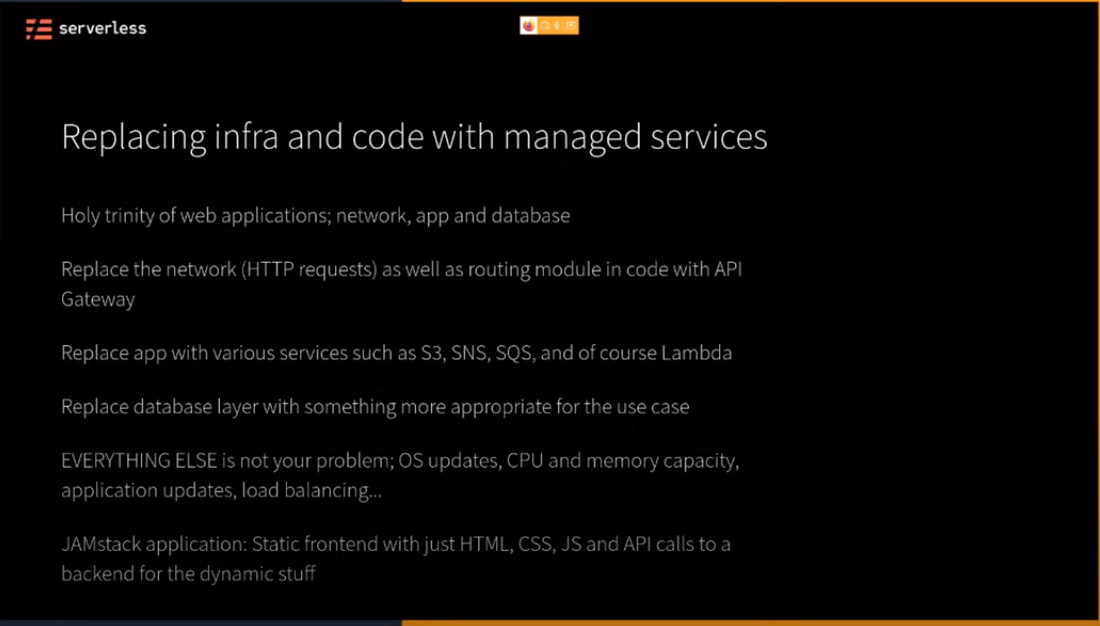 serverless
Replacing infra and code with managed services
Holy trinity of web applications; network, app and database
Replace the network (HTTP requests) as well as routing module in code with API
Gateway
Replace app with various services such as S3, SNS, SQS, and of course Lambda
Replace database layer with something more appropriate for the use case
EVERYTHING ELSE is not your problem; OS updates, CPU and memory capacity,
application updates, load balancing...
JAMstack application: Static frontend with just HTML, CSS, JS and API calls to a
backend for the dynamic stuff